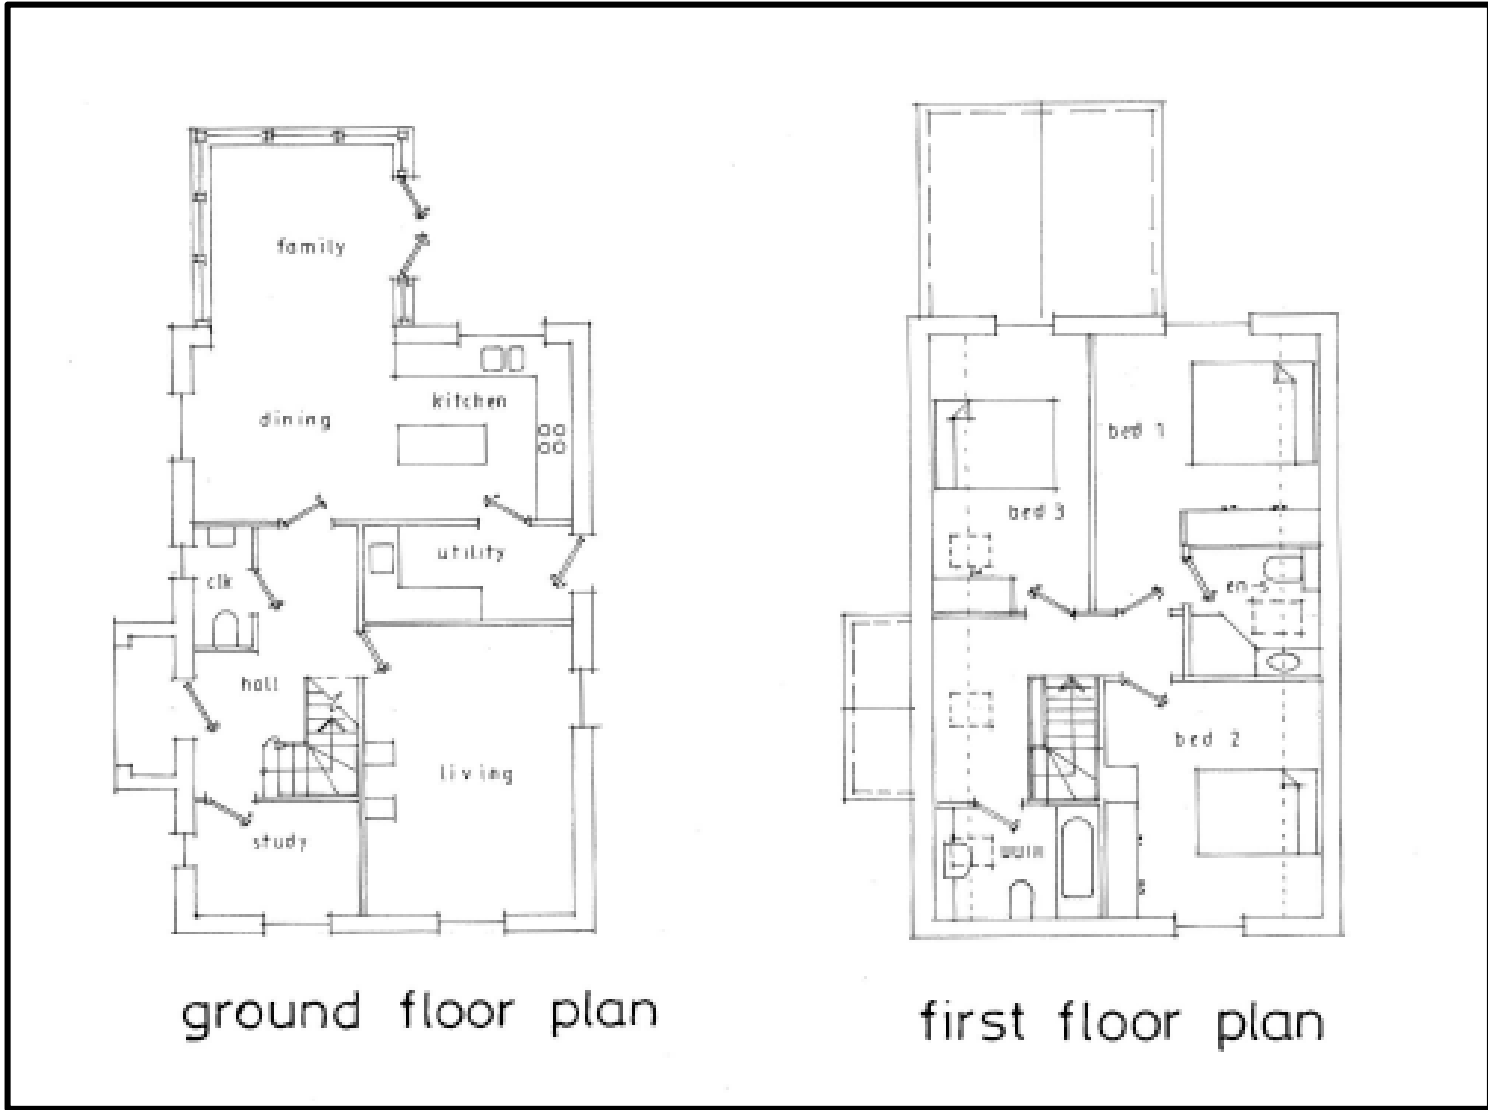 family
dining
kitchen
utility
clk
hall
living
study
ground floor plan
bed 1
bed 3
en-s
bed 2
first floor plan